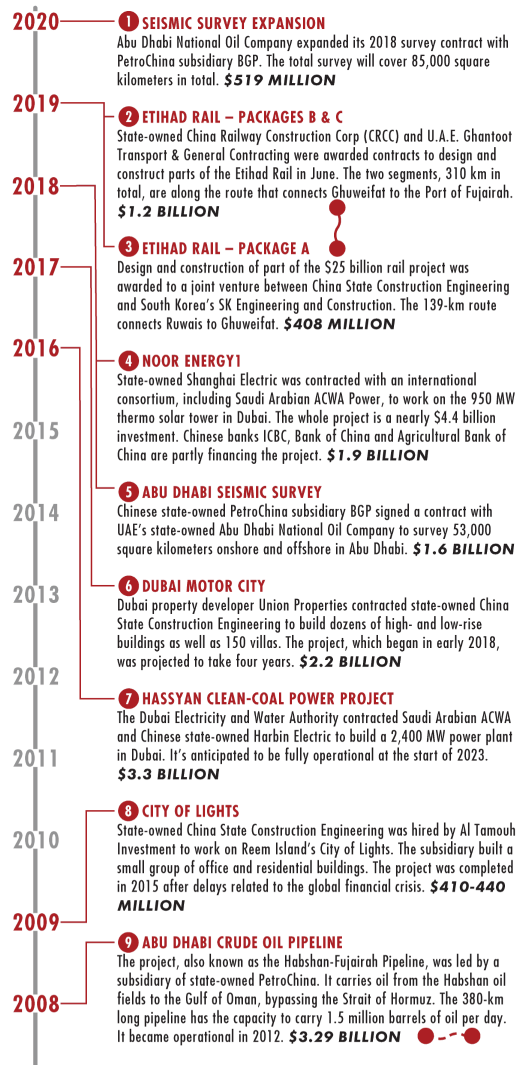 2020
1 SEISMIC SURVEY EXPANSION
Abu Dhabi National Oil Company expanded its 2018 survey contract with
PetroChina subsidiary BGP. The total survey will cover 85,000 square
kilometers in total. $519 MILLION
2019
2 ETIHAD RAIL – PACKAGES B & C
State-owned China Railway Construction Corp (CRCC) and U.A.E. Ghantoot
Transport & General Contracting were awarded contracts to design and
construct parts of the Etihad Rail in June. The two segments, 310 km in
total, are along the route that connects Ghuweifat to the Port of Fujairah.
$1.2 BILLION
2018
3 ETIHAD RAIL – PACKAGE A
Design and construction of part of the $25 billion rail project was
awarded to a joint venture between China State Construction Engineering
and South Korea's SK Engineering and Construction. The 139-km route
connects Ruwais to Ghuweifat. $408 MILLION
2017
2016
4 NOOR ENERGY1
State-owned Shanghai Electric was contracted with an international
consortium, including Saudi Arabian ACWA Power, to work on the 950 MW
thermo solar tower in Dubai. The whole project is a nearly $4.4 billion
investment. Chinese banks ICBC, Bank of China and Agricultural Bank of
China are partly financing the project. $1.9 BILLION
2015
5 ABU DHABI SEISMIC SURVEY
Chinese state-owned PetroChina subsidiary BGP signed a contract with
UAE's state-owned Abu Dhabi National Oil Company to survey 53,000
square kilometers onshore and offshore in Abu Dhabi. $1.6 BILLION
2014
6 DUBAI MOTOR CITY
Dubai property developer Union Properties contracted state-owned China
State Construction Engineering to build dozens of high- and low-rise
buildings as well as 150 villas. The project, which began in early 2018,
was projected to take four years. $2.2 BILLION
2013
2012
7 HASSYAN CLEAN-COAL POWER PROJECT
The Dubai Electricity and Water Authority contracted Saudi Arabian ACWA
and Chinese state-owned Harbin Electric to build a 2,400 MW power plant
in Dubai. It's anticipated to be fully operational at the start of 2023.
$3.3 BILLION
2011
8 CITY OF LIGHTS
State-owned China State Construction Engineering was hired by Al Tamouh
Investment to work on Reem Island's City of Lights. The subsidiary built a
small group of office and residential buildings. The project was completed
in 2015 after delays related to the global financial crisis. $410-440
MILLION
2010
2009
9 ABU DHABI CRUDE OIL PIPELINE
The project, also known as the Habshan-Fujairah Pipeline, was led by a
subsidiary of state-owned PetroChina. It carries oil from the Habshan oil
fields to the Gulf of Oman, bypassing the Strait of Hormuz. The 380-km
long pipeline has the capacity to carry 1.5 million barrels of oil per day.
It became operational in 2012. $3.29 BILLION
2008